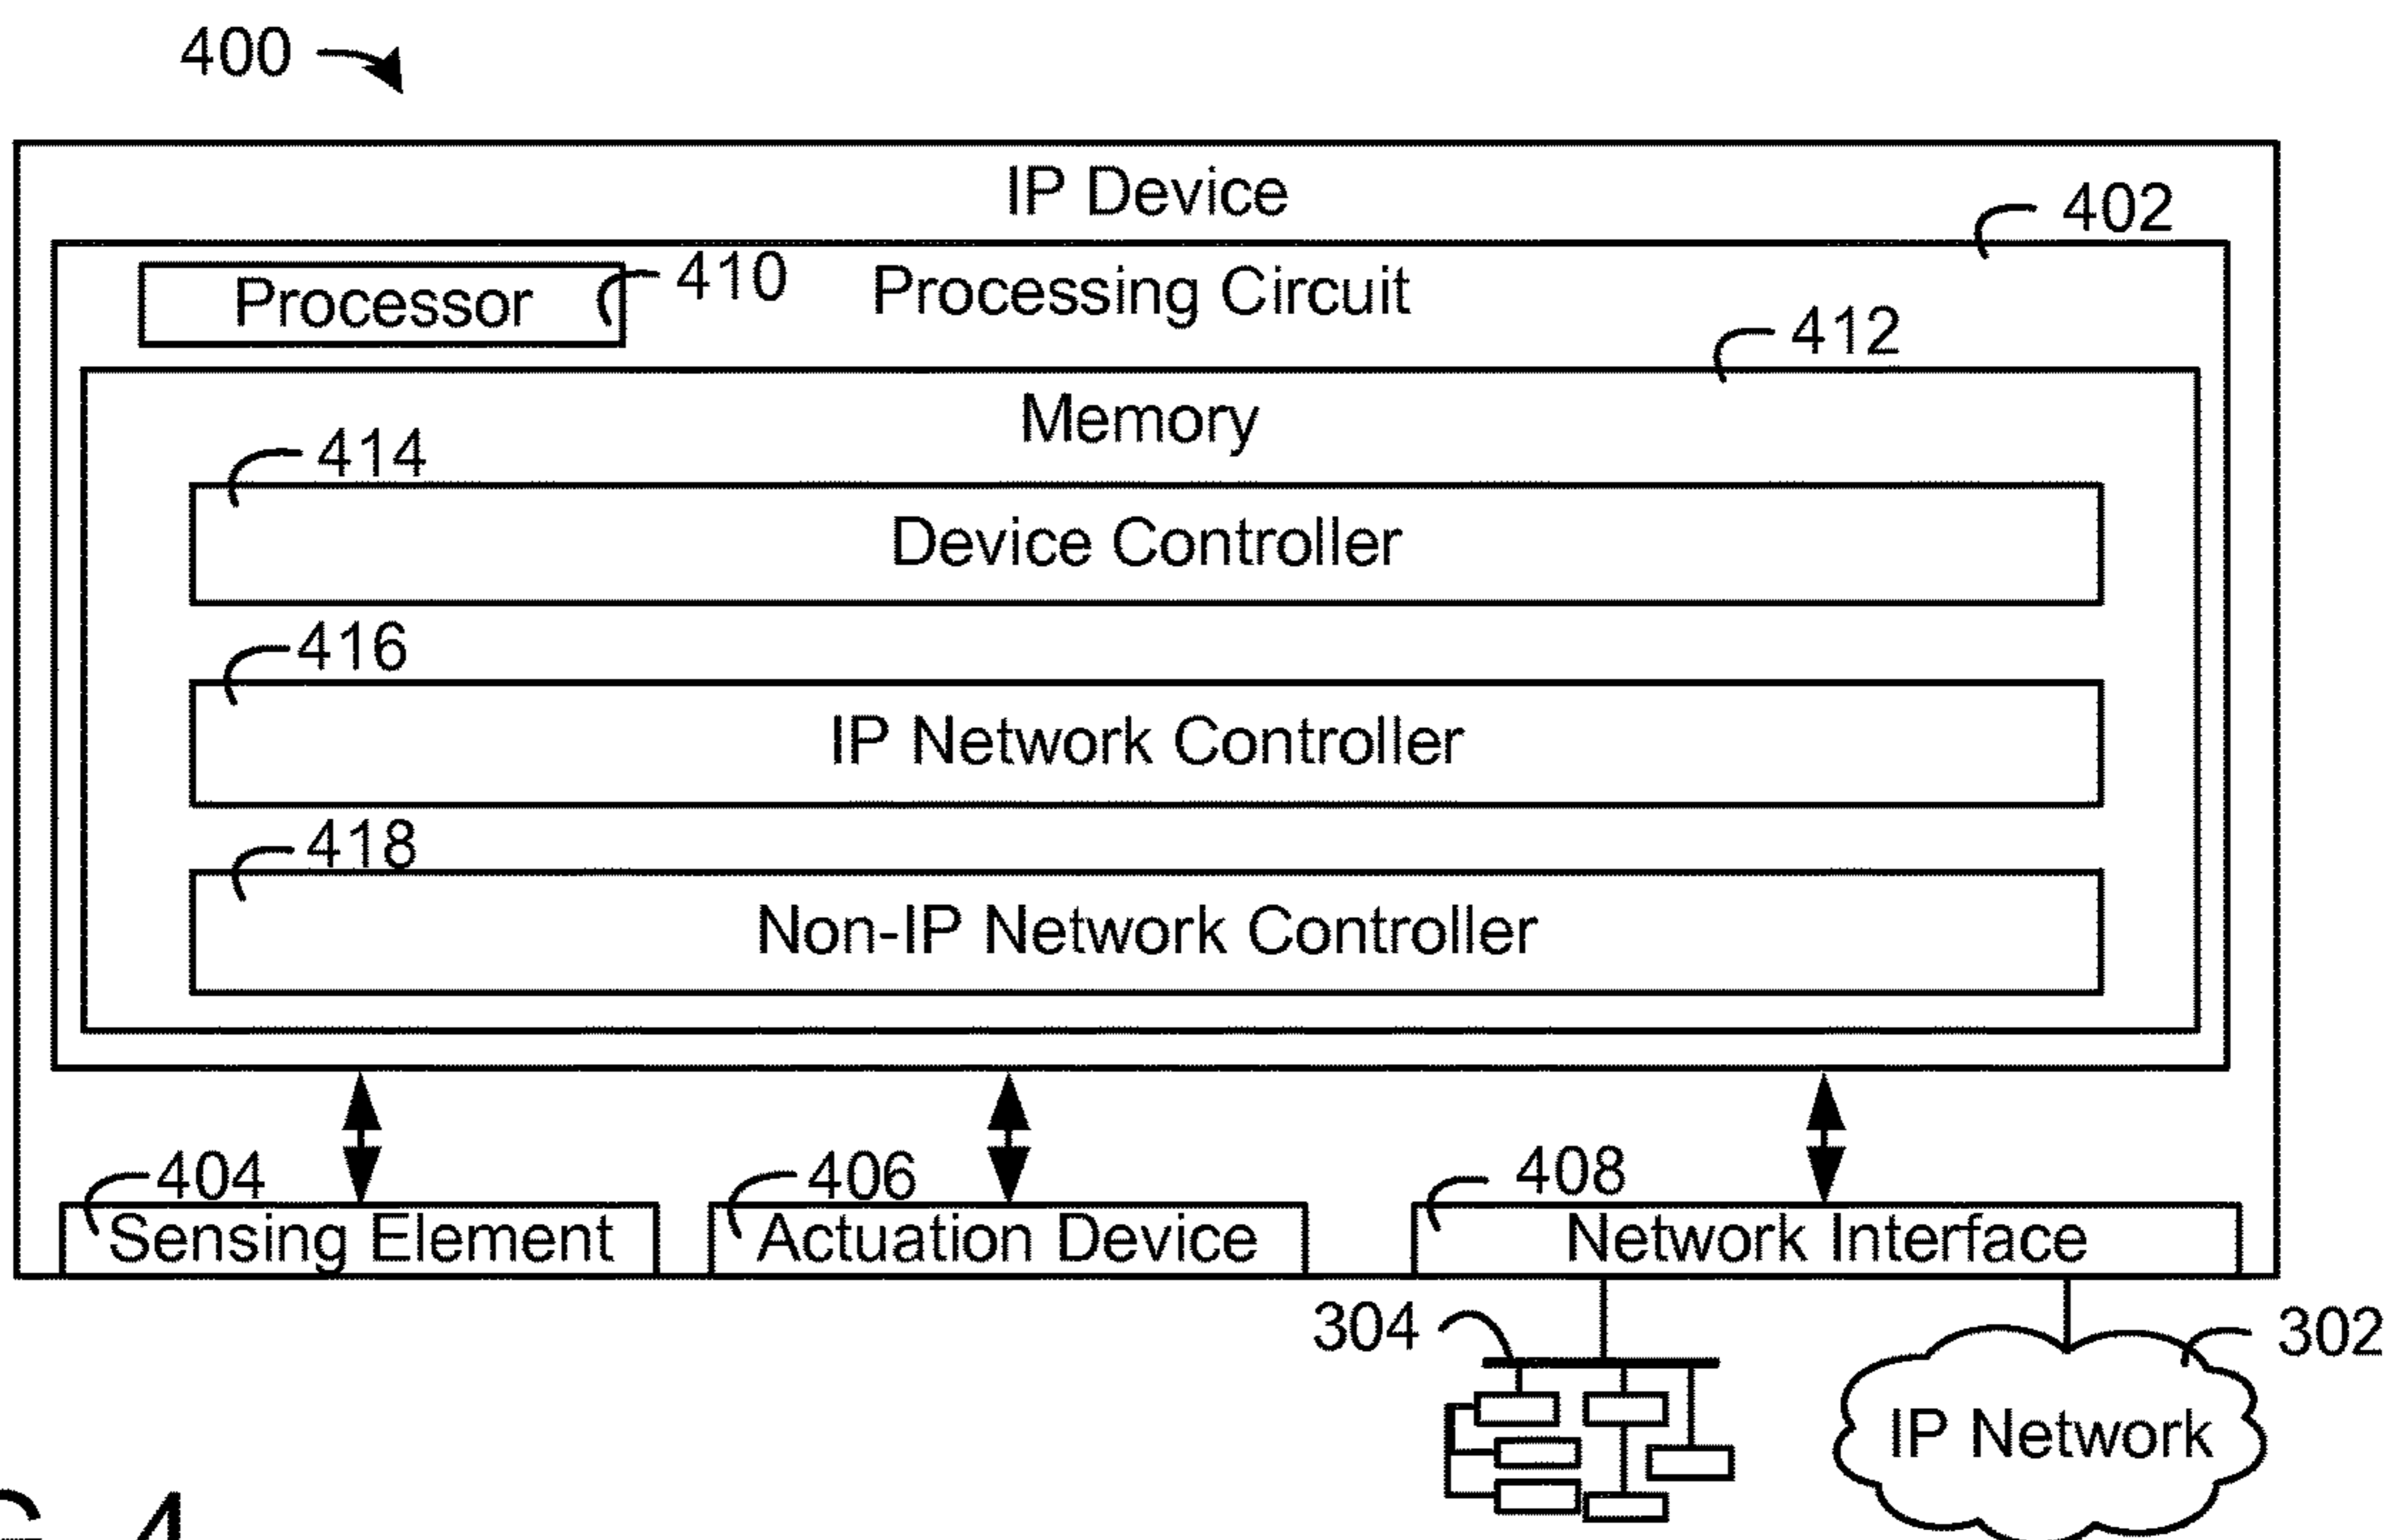 400
IP Device
402
Processor
410
Processing Circuit
412
Memory
414
Device Controller
416
IP Network Controller
418
Non-IP Network Controller
404
406
408
Sensing Element
Actuation Device
Network Interface
304
302
IP Network
4